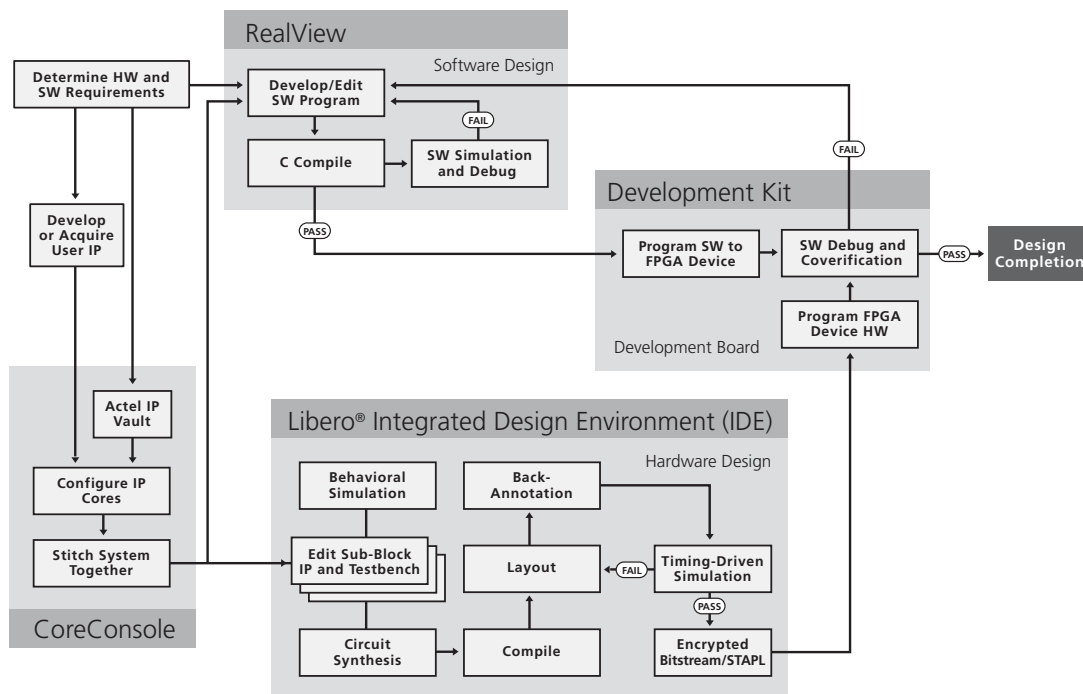 RealView
Software Design
Determine HW and
SW Requirements
Develop/Edit
SW Program
FAIL
C Compile
SW Simulation
and Debug
FAIL
Develop
or Acquire
User IP
PASS
Development Kit
Program SW to
FPGA Device
SW Debug and
Coverification
PASS
Design
Completion
Program FPGA
Device HW
Development Board
Actel IP
Vault
Configure IP
Cores
Stitch System
Together
CoreConsole
Libero® Integrated Design Environment (IDE)
Hardware Design
Behavioral
Simulation
Back-
Annotation
Edit Sub-Block
IP and Testbench
Layout
FAIL
Timing-Driven
Simulation
PASS
Circuit
Synthesis
Compile
Encrypted
Bitstream/STAPL